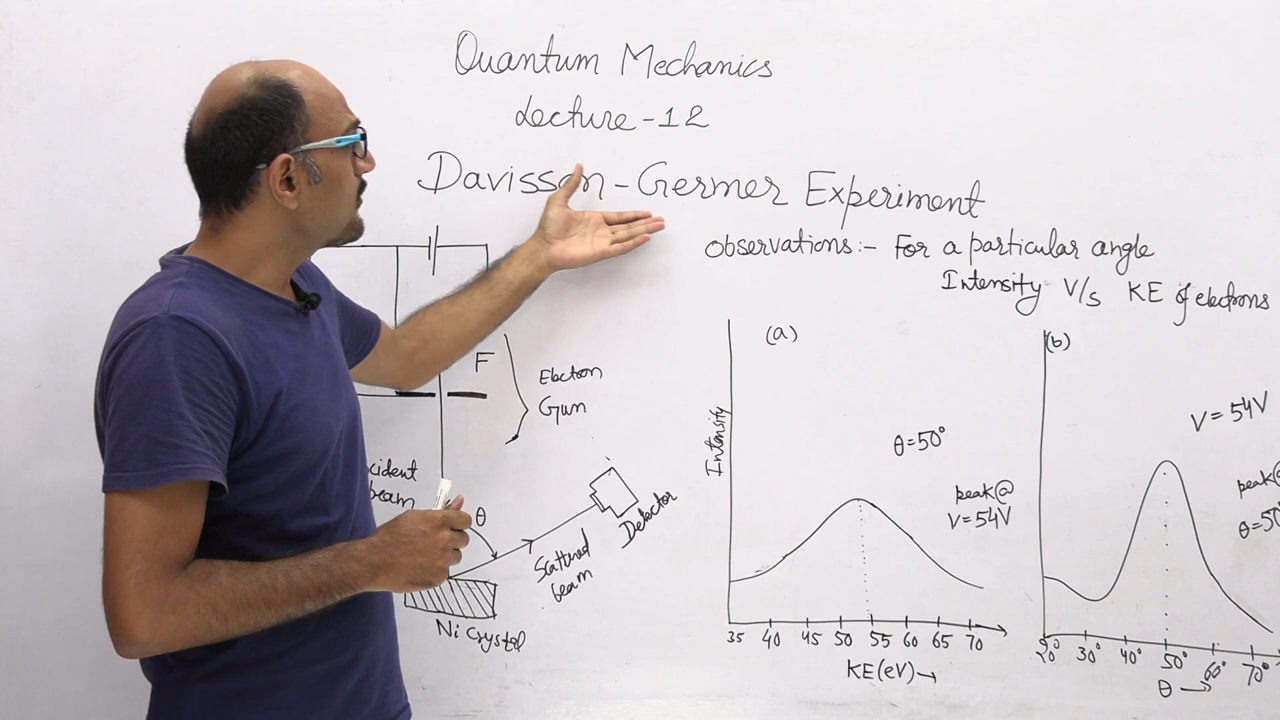 Quantum Mechanics
Lecture-12
Davisson-Germer Experiment
Observations:- For a particular angle
Intensity V/s KE of electrons
F
Electron
Gun
beam
θ
Scattered
beam
Detector
Ni Crystal
(a)
Intensity
θ=50°
peak@
V=54V
35 40 45 50 55 60 65 70
KE(eV)→
(b)
V=54V
peak@
20° 30° 40° 50° 60° 70°
θ →